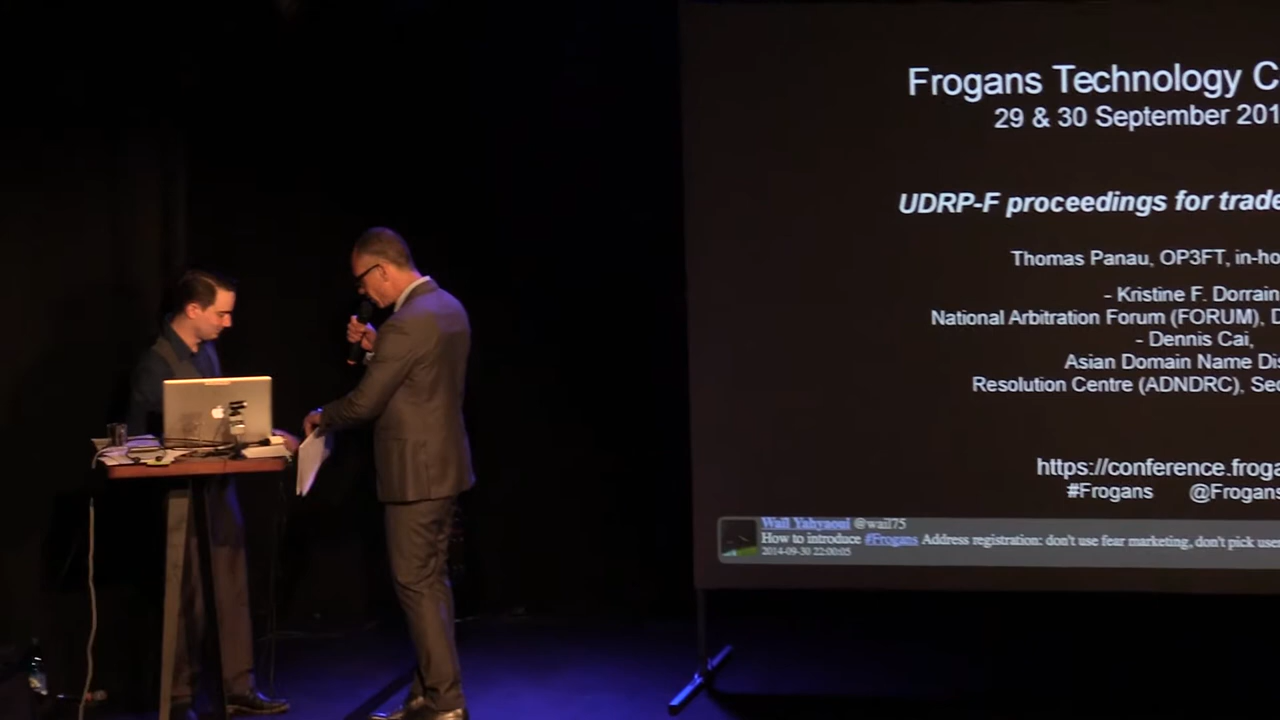 Frogans Technology C
29 & 30 September 201
UDRP-F proceedings for trade
Thomas Panau, OP3FT, in-ho
- Kristine F. Dorrain
National Arbitration Forum (FORUM), D
- Dennis Cai,
Asian Domain Name Dis
Resolution Centre (ADNDRC), Sec
https://conference.froga
#Frogans @Frogans
Wail Yahyaoui @wail75
How to introduce #Frogans Address registration: don't use fear marketing, don't pick user
2014-09-30 22:00:05